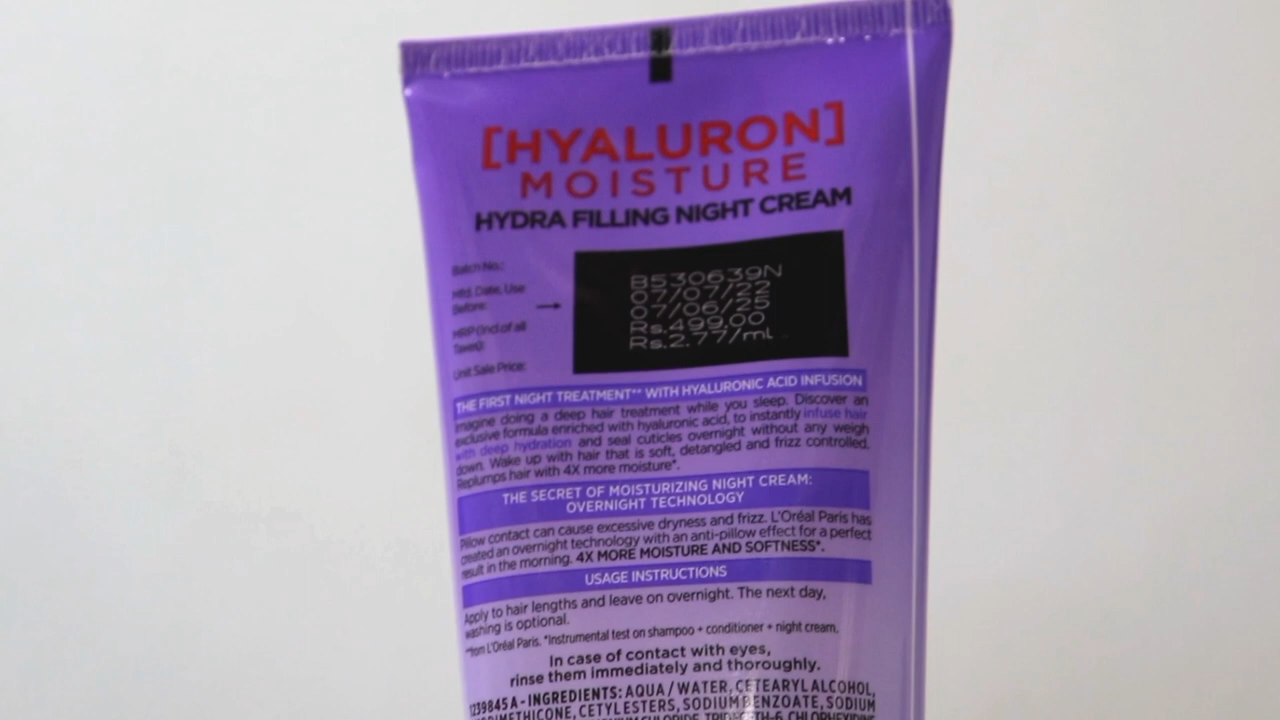 [HYALURON]
MOISTURE
HYDRA FILLING NIGHT CREAM
Batch No.:
Mfd. Date, Use
Before:
MRP (Incl of all
Taxes):
Unit Sale Price:
B530639N
07/07/22
07/06/25
Rs.499.00
Rs.2.77/ml
THE FIRST NIGHT TREATMENT** WITH HYALURONIC ACID INFUSION
Imagine doing a deep hair treatment while you sleep. Discover an
exclusive formula enriched with hyaluronic acid, to instantly infuse hair
with deep hydration and seal cuticles overnight without any weigh
down. Wake up with hair that is soft, detangled and frizz controlled.
Replumps hair with 4X more moisture*.
THE SECRET OF MOISTURIZING NIGHT CREAM:
OVERNIGHT TECHNOLOGY
Pillow contact can cause excessive dryness and frizz. L'Oréal Paris has
created an overnight technology with an anti-pillow effect for a perfect
result in the morning. 4X MORE MOISTURE AND SOFTNESS*.
USAGE INSTRUCTIONS
Apply to hair lengths and leave on overnight. The next day,
washing is optional.
**from L'Oréal Paris. *Instrumental test on shampoo + conditioner + night cream.
In case of contact with eyes,
rinse them immediately and thoroughly.
1239845 A - INGREDIENTS: AQUA / WATER, CETEARYL ALCOHOL,
CETYL ESTERS, SODIUM BENZOATE, SODIUM
CHLORIDE, TRIDECETH-6, CHLORHEXIDINE